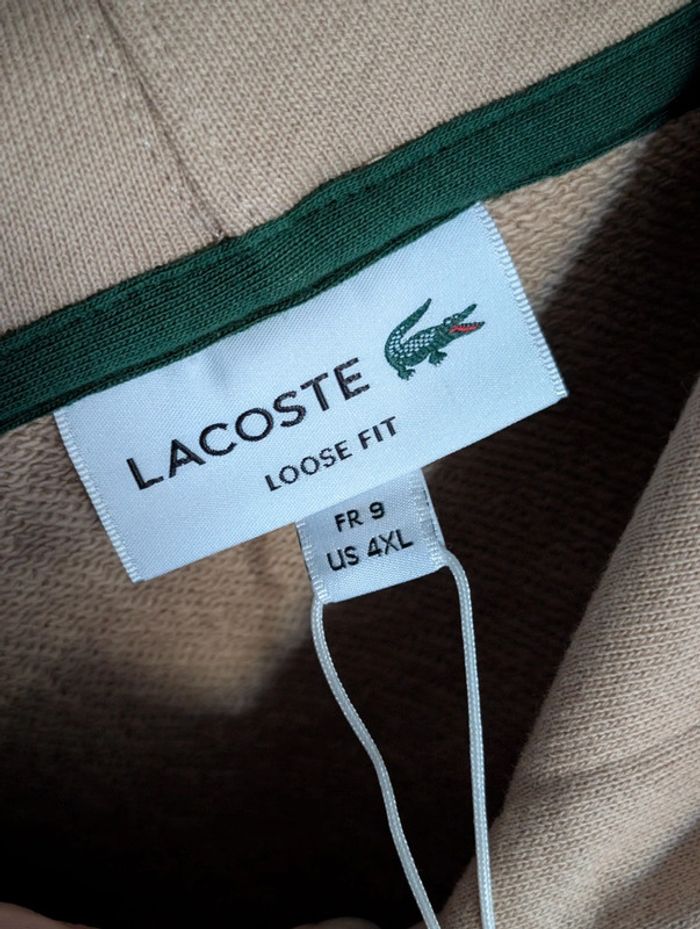 LACOSTE
LOOSE FIT
FR 9
US 4XL